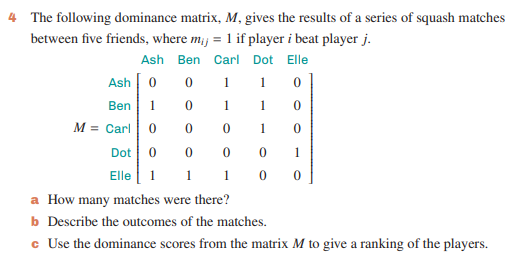 4 The following dominance matrix, M, gives the results of a series of squash matches
between five friends, where mij = 1 if player i beat player j.
Ash Ben Carl Dot Elle
Ash 0 0 1 1 0
Ben 1 0 1 1 0
M = Carl 0 0 0 1 0
Dot 0 0 0 0 1
Elle 1 1 1 0 0
a How many matches were there?
b Describe the outcomes of the matches.
c Use the dominance scores from the matrix M to give a ranking of the players.